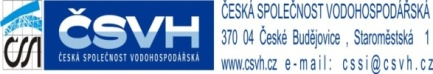 ČSSI
ČSVH
ČESKÁ SPOLEČNOST VODOHOSPODÁŘSKÁ
ČESKÁ SPOLEČNOST VODOHOSPODÁŘSKÁ
370 04 České Budějovice , Staroměstská 1
www.csvh.cz e-mail: cssi@csvh.cz